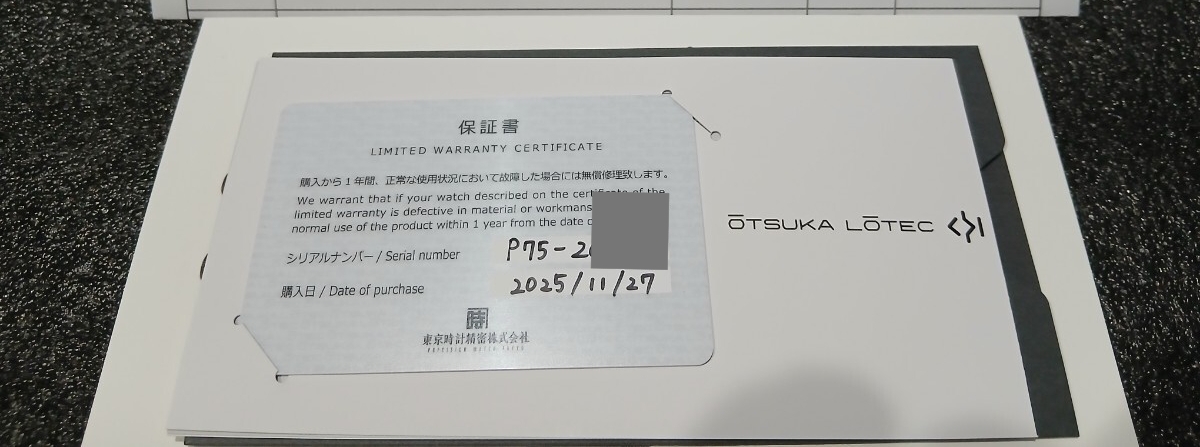 保証書
LIMITED WARRANTY CERTIFICATE
購入から1年間、正常な使用状況において故障した場合には無償修理致します。
We warrant that if your watch described on the certificate of the
limited warranty is defective in material or workmans
normal use of the product within 1 year from the date
シリアルナンバー / Serial number P75-2
購入日 / Date of purchase 2025/11/27
東京時計精密株式会社
PRECISION WATCH TOKYO
ŌTSUKA LŌTEC